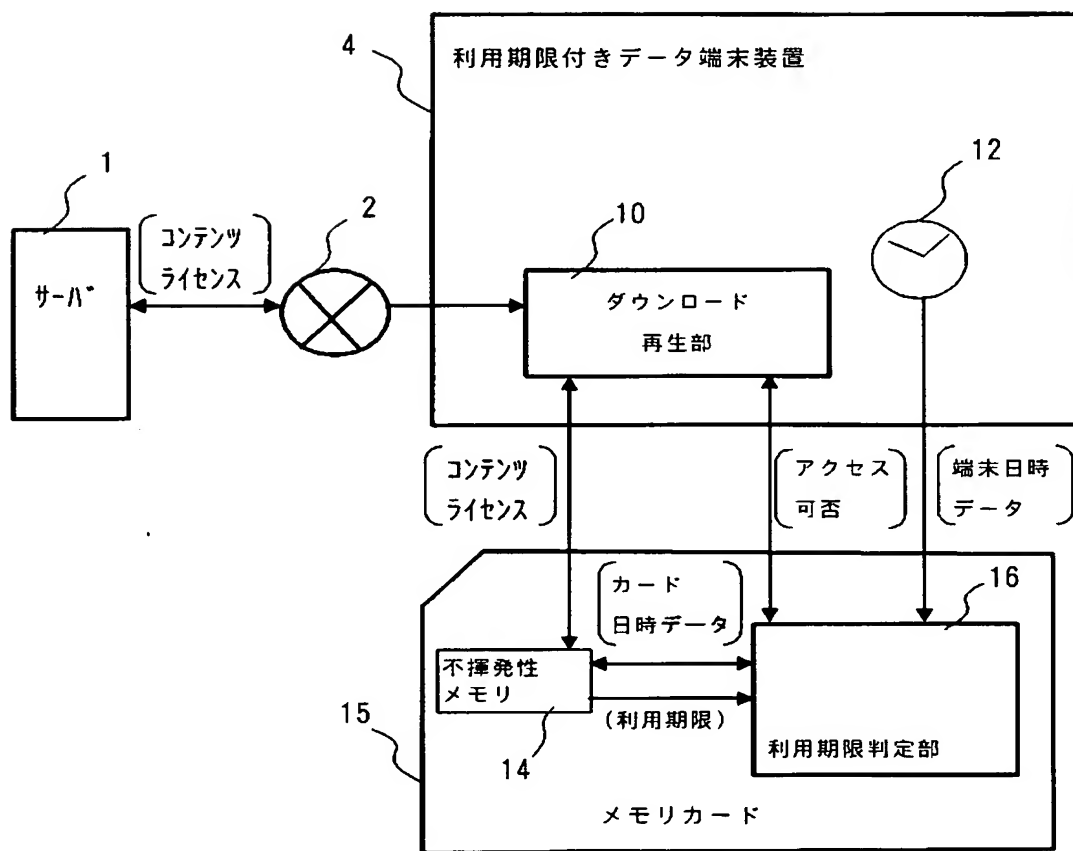 4
利用期限付きデータ端末装置
1
2
10
12
コンテンツ
ライセンス
サーバ
ダウンロード
再生部
コンテンツ
ライセンス
アクセス
可否
端末日時
データ
カード
日時データ
16
不揮発性
メモリ
(利用期限)
15
14
利用期限判定部
メモリカード